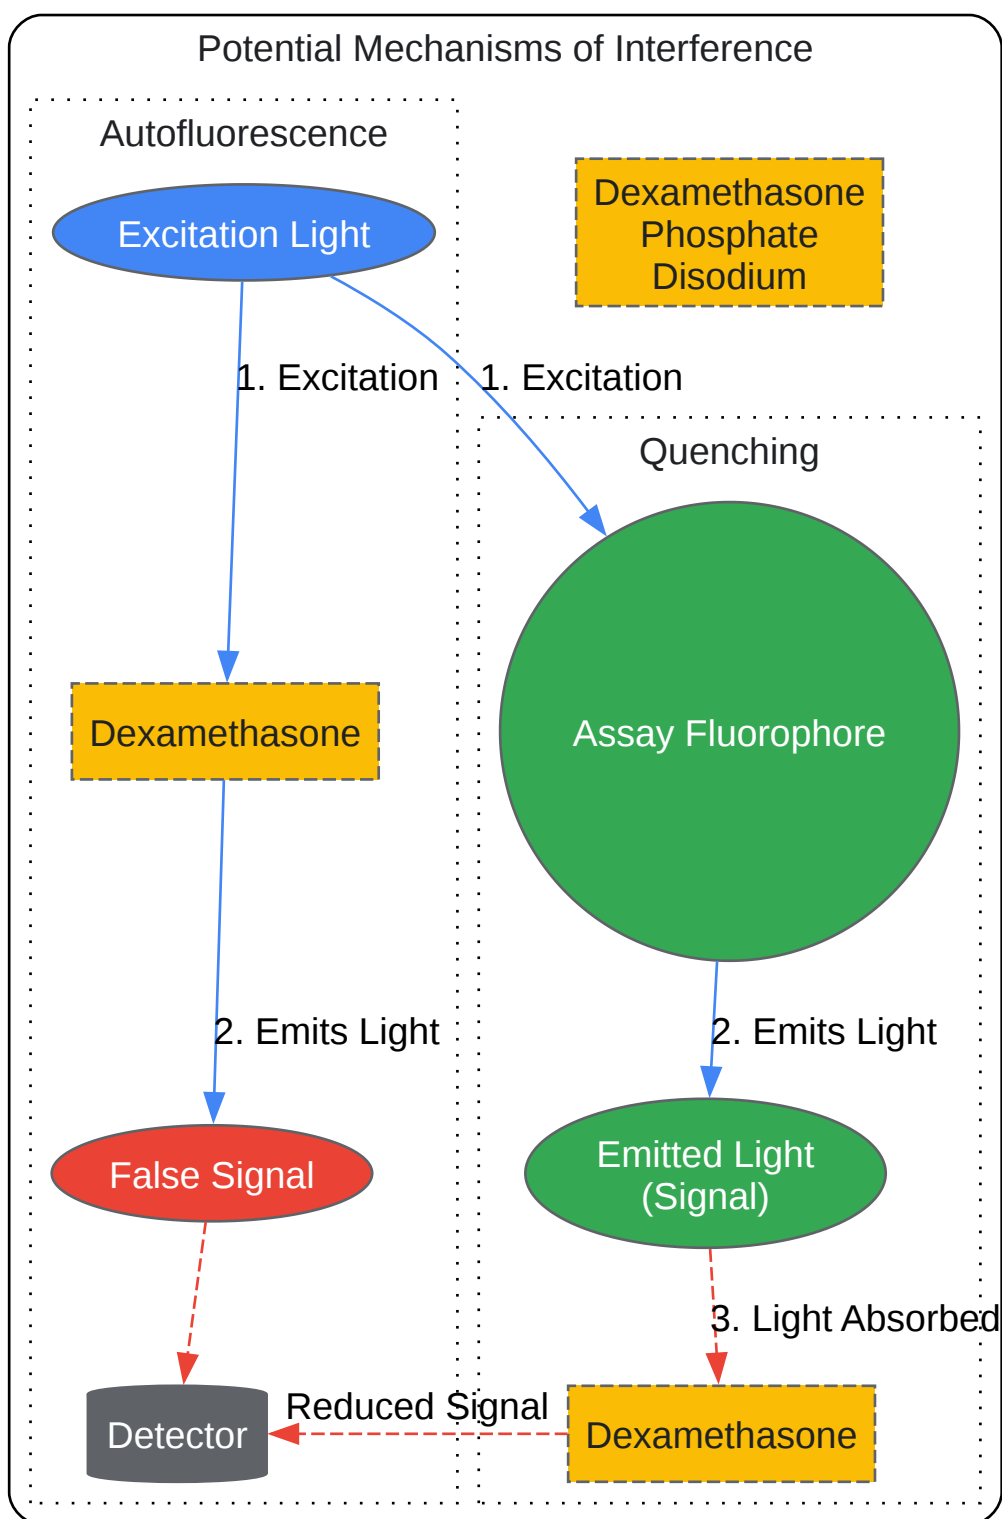 Potential Mechanisms of Interference
Autofluorescence
Excitation Light
Dexamethasone
Phosphate
Disodium
1. Excitation
1. Excitation
Quenching
Dexamethasone
Assay Fluorophore
2. Emits Light
2. Emits Light
False Signal
Emitted Light
(Signal)
3. Light Absorbed
Reduced Signal
Detector
Dexamethasone